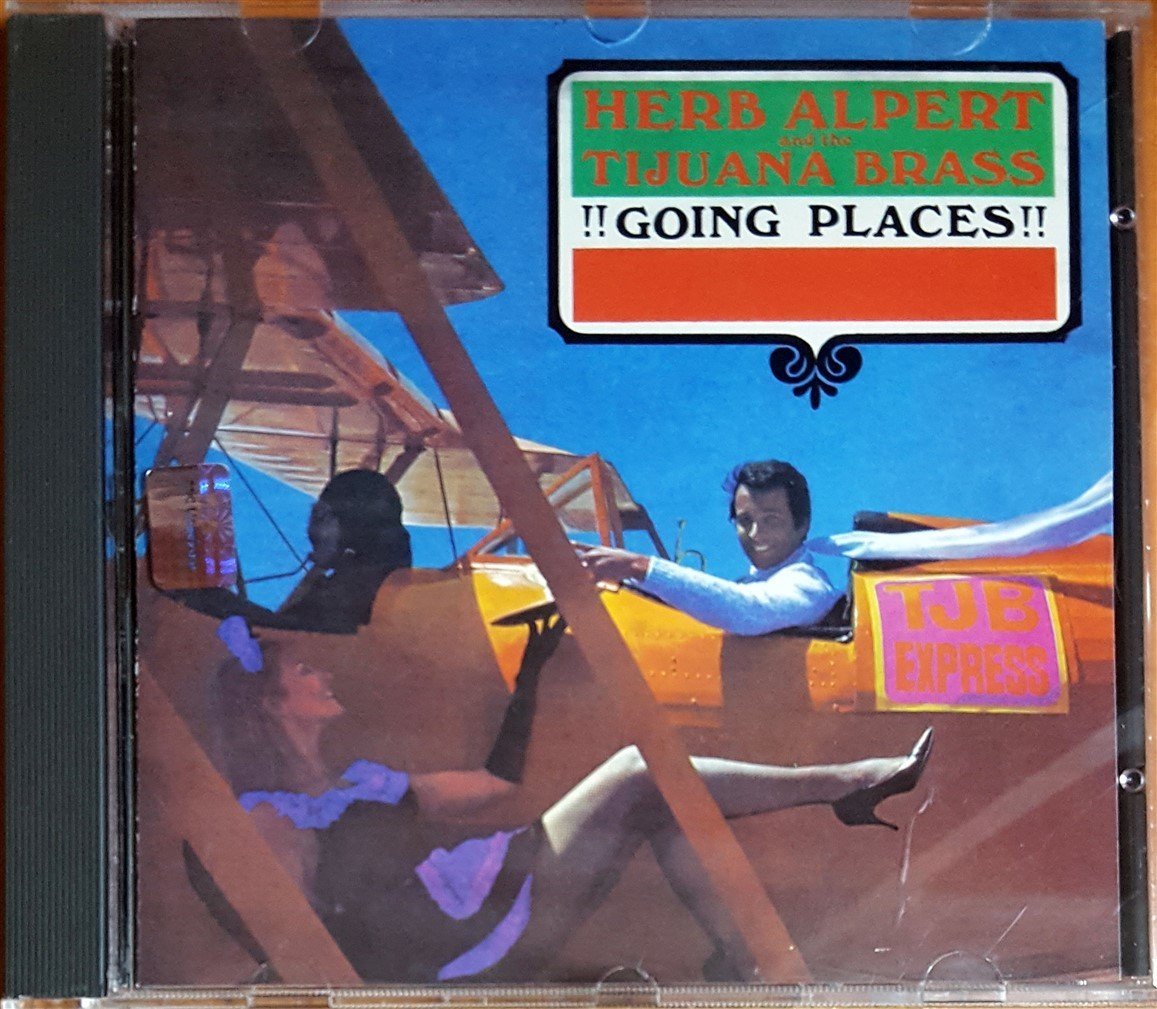 HERB ALPERT
and the
TIJUANA BRASS
!!GOING PLACES!!
TJB
EXPRESS